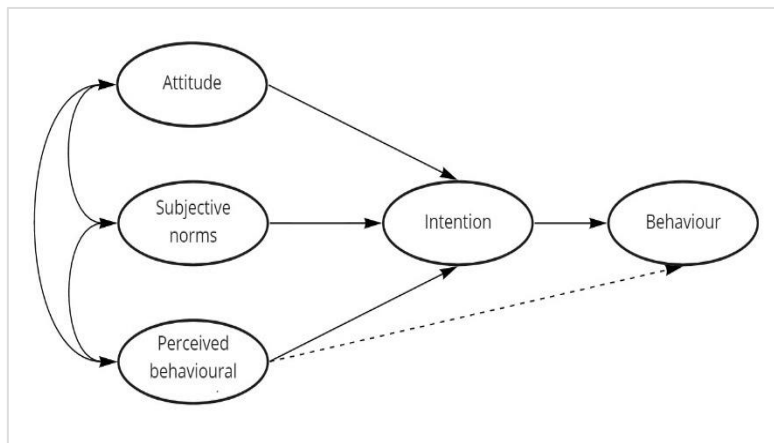 Attitude
Subjective
norms
Intention
Behaviour
Perceived
behavioural